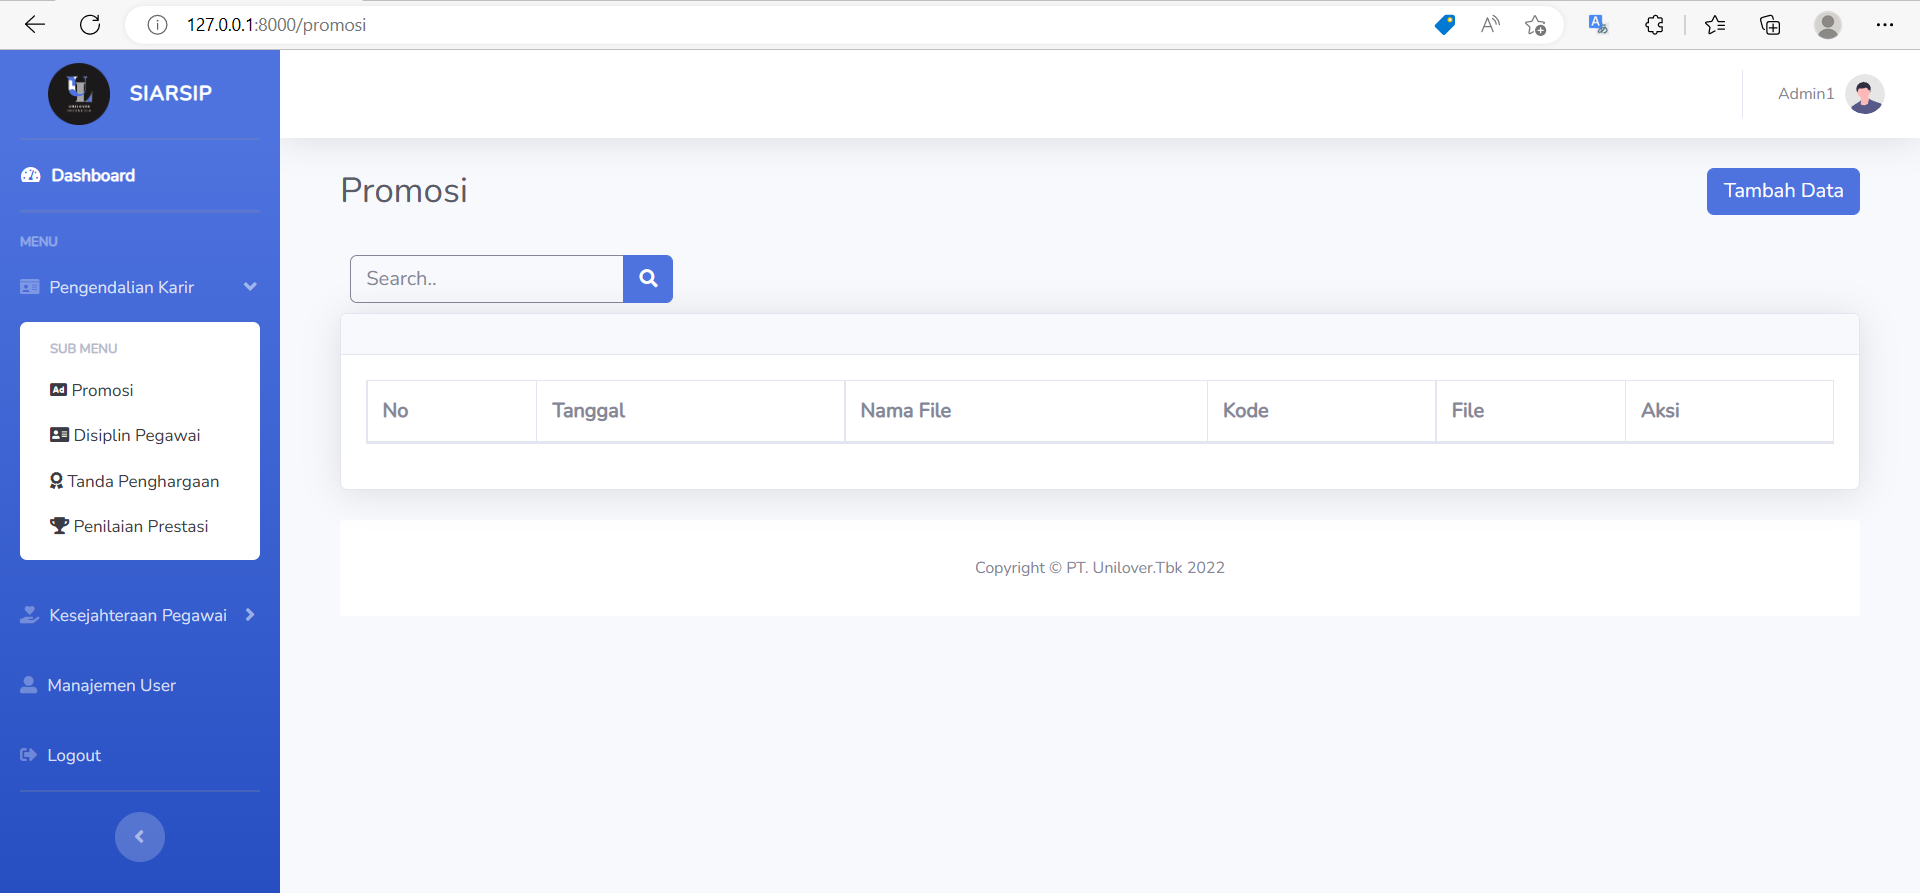 127.0.0.1:8000/promosi
SIARSIP
Admin1
Dashboard
MENU
Pengendalian Karir
SUB MENU
Ad Promosi
Disiplin Pegawai
Tanda Penghargaan
Penilaian Prestasi
Kesejahteraan Pegawai
Manajemen User
Logout
Promosi
Tambah Data
Search..
No Tanggal Nama File Kode File Aksi
Copyright © PT. Unilover.Tbk 2022